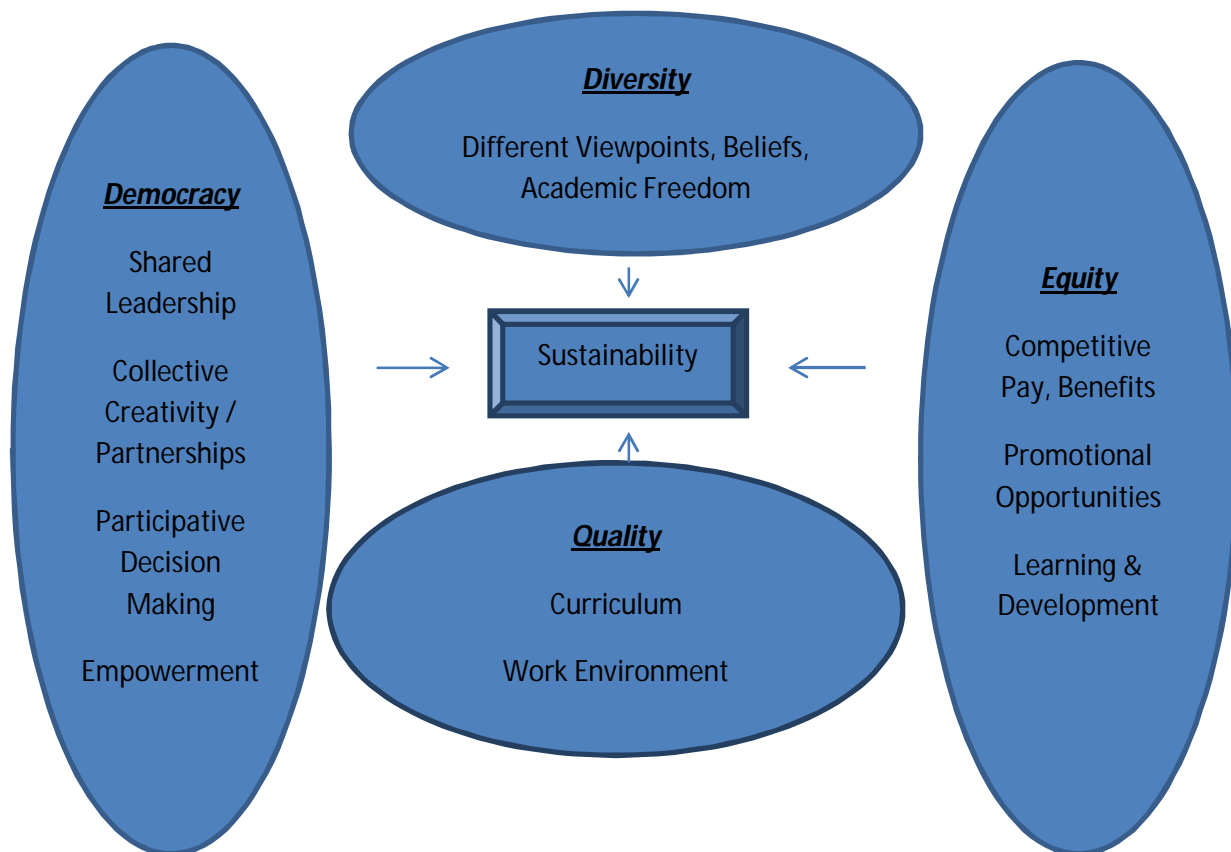 Diversity
Different Viewpoints, Beliefs,
Academic Freedom
Democracy
Shared
Leadership
Collective
Creativity /
Partnerships
Participative
Decision
Making
Empowerment
Sustainability
Equity
Competitive
Pay, Benefits
Promotional
Opportunities
Learning &
Development
Quality
Curriculum
Work Environment